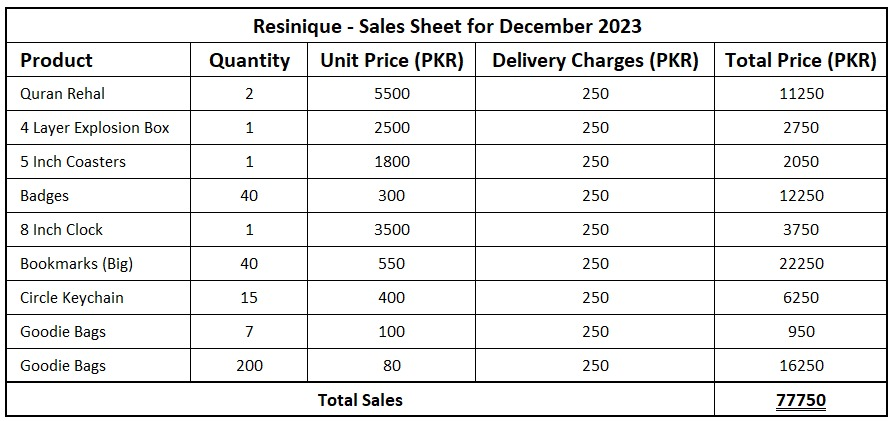 Resinique - Sales Sheet for December 2023
Product Quantity Unit Price (PKR) Delivery Charges (PKR) Total Price (PKR)
Quran Rehal 2 5500 250 11250
4 Layer Explosion Box 1 2500 250 2750
5 Inch Coasters 1 1800 250 2050
Badges 40 300 250 12250
8 Inch Clock 1 3500 250 3750
Bookmarks (Big) 40 550 250 22250
Circle Keychain 15 400 250 6250
Goodie Bags 7 100 250 950
Goodie Bags 200 80 250 16250
Total Sales 77750